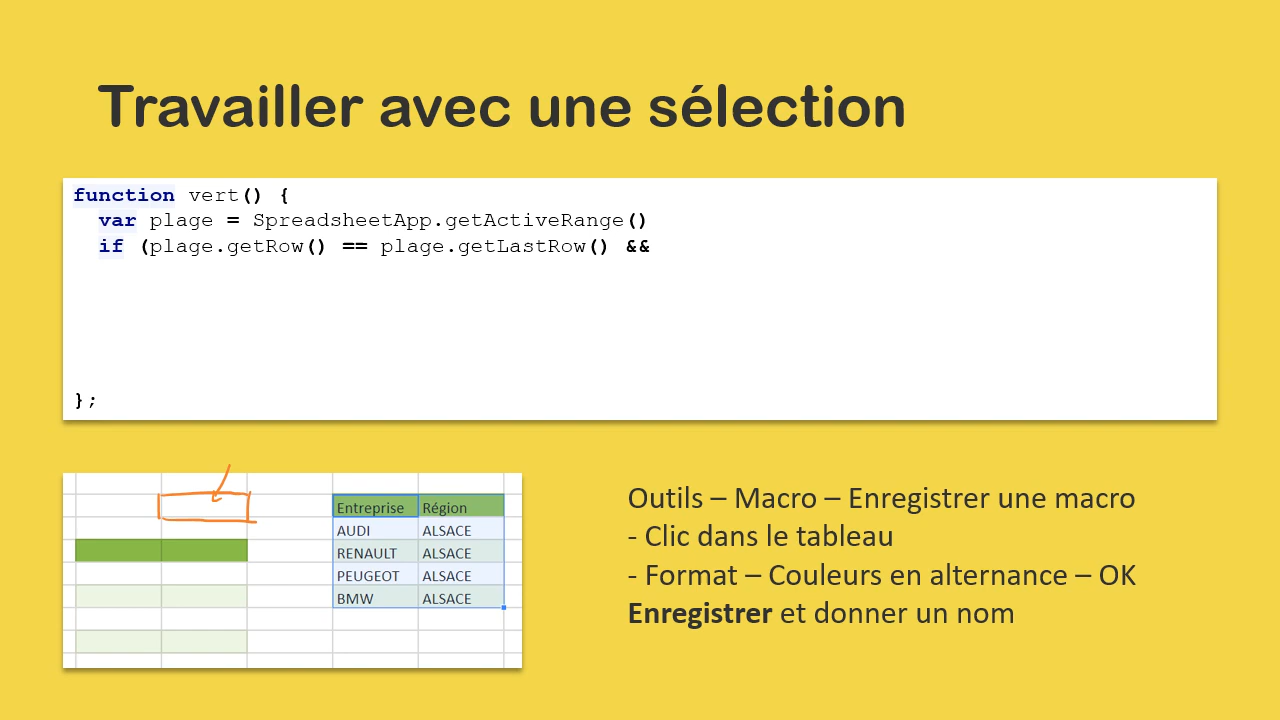 Travailler avec une sélection
function vert() {
var plage = SpreadsheetApp.getActiveRange()
if (plage.getRow() == plage.getLastRow() &&
};
Entreprise Région
AUDI ALSACE
RENAULT ALSACE
PEUGEOT ALSACE
BMW ALSACE
Outils – Macro – Enregistrer une macro
- Clic dans le tableau
- Format – Couleurs en alternance – OK
Enregistrer et donner un nom